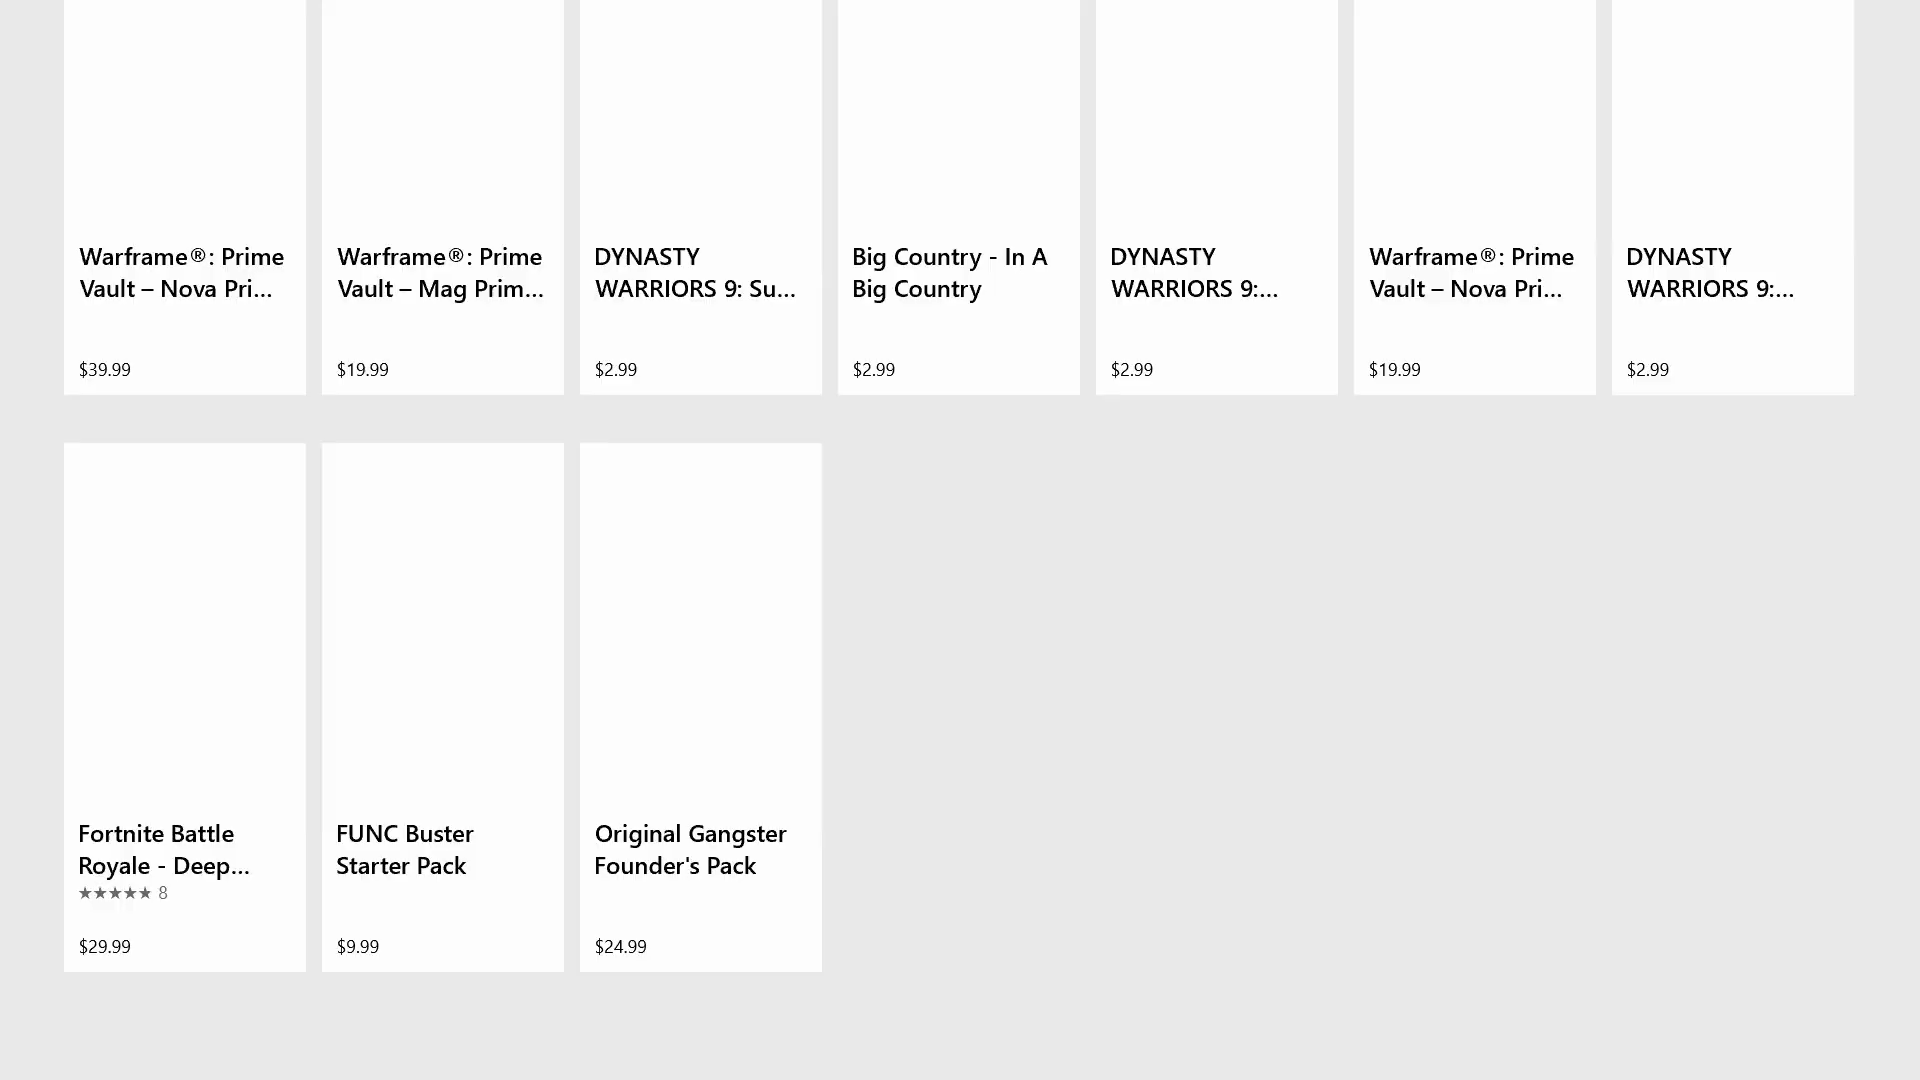 Warframe®: Prime
Vault – Nova Pri...
$39.99
Warframe®: Prime
Vault – Mag Prim...
$19.99
DYNASTY
WARRIORS 9: Su...
$2.99
Big Country - In A
Big Country
$2.99
DYNASTY
WARRIORS 9:...
$2.99
Warframe®: Prime
Vault – Nova Pri...
$19.99
DYNASTY
WARRIORS 9:...
$2.99
Fortnite Battle
Royale - Deep...
★★★★★ 8
$29.99
FUNC Buster
Starter Pack
$9.99
Original Gangster
Founder's Pack
$24.99